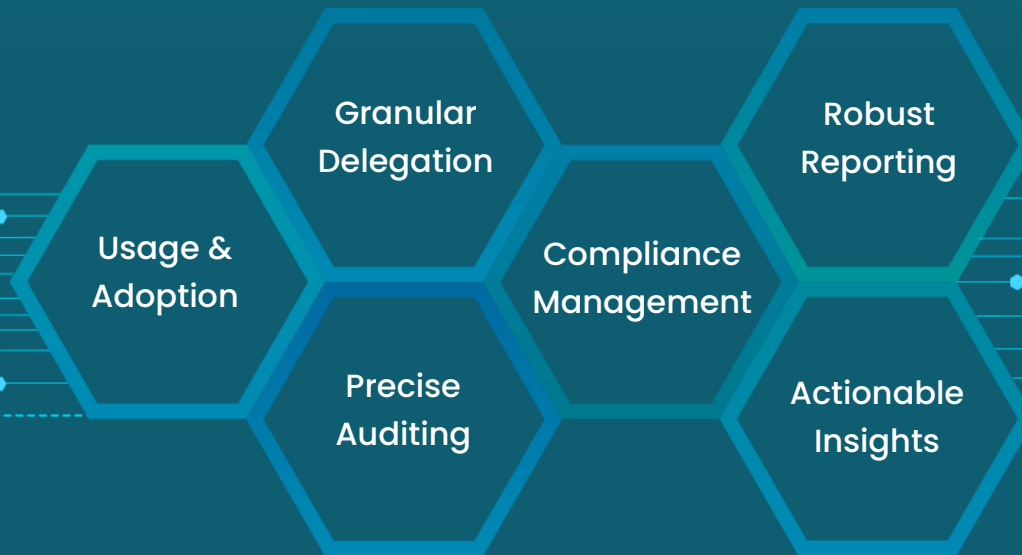 Usage &
Adoption
Granular
Delegation
Precise
Auditing
Compliance
Management
Robust
Reporting
Actionable
Insights